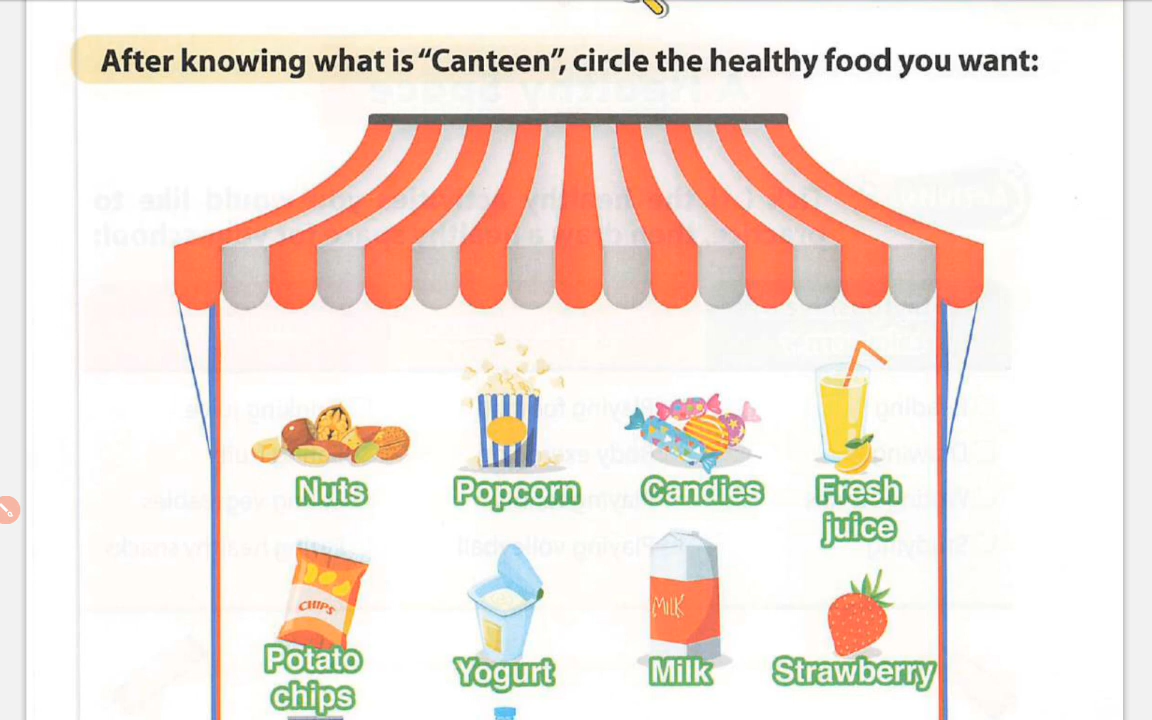 After knowing what is “Canteen”, circle the healthy food you want:
Nuts
Popcorn
Candies
Fresh
juice
CHIPS
MILK
Potato
chips
Yogurt
Milk
Strawberry